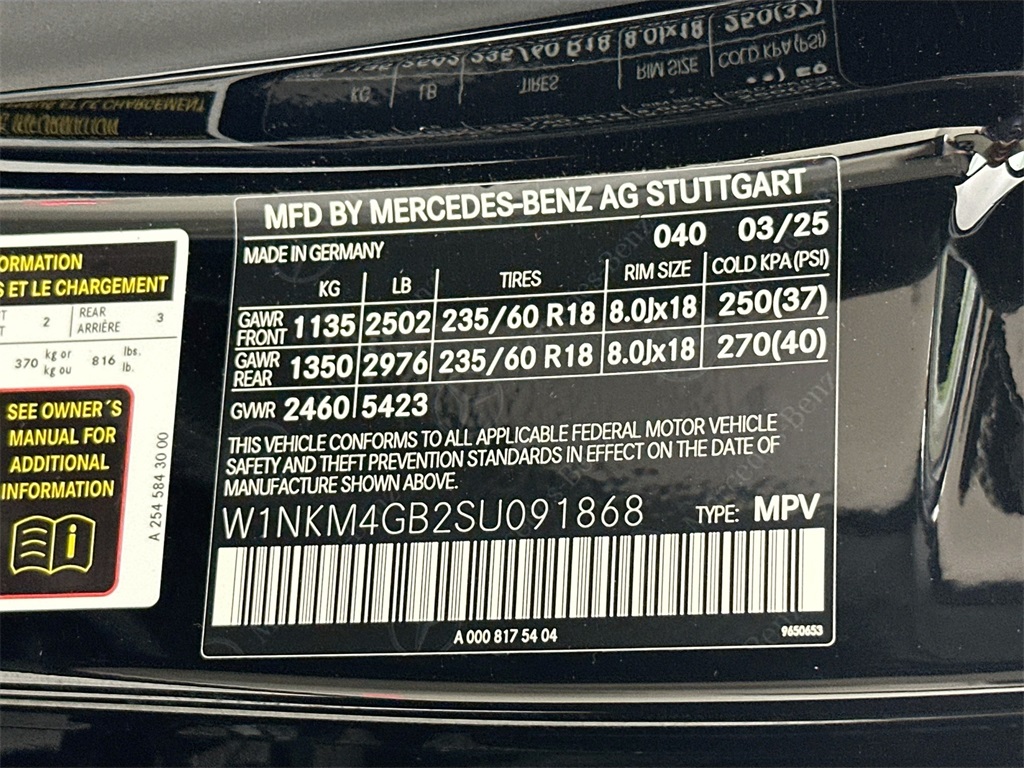 MFD BY MERCEDES-BENZ AG STUTTGART
MADE IN GERMANY 040 03/25
KG LB TIRES RIM SIZE COLD KPA (PSI)
GAWR FRONT 1135 2502 235/60 R18 8.0Jx18 250(37)
GAWR REAR 1350 2976 235/60 R18 8.0Jx18 270(40)
GVWR 2460 5423
THIS VEHICLE CONFORMS TO ALL APPLICABLE FEDERAL MOTOR VEHICLE
SAFETY AND THEFT PREVENTION STANDARDS IN EFFECT ON THE DATE OF
MANUFACTURE SHOWN ABOVE.
W1NKM4GB2SU091868 TYPE: MPV
A 000 817 54 04 9650653
ET LE CHARGEMENT
2 REAR ARRIÈRE 3
370 kg or kg ou 816 lbs. lb.
SEE OWNER´S
MANUAL FOR
ADDITIONAL
INFORMATION
i
A 254 584 30 00